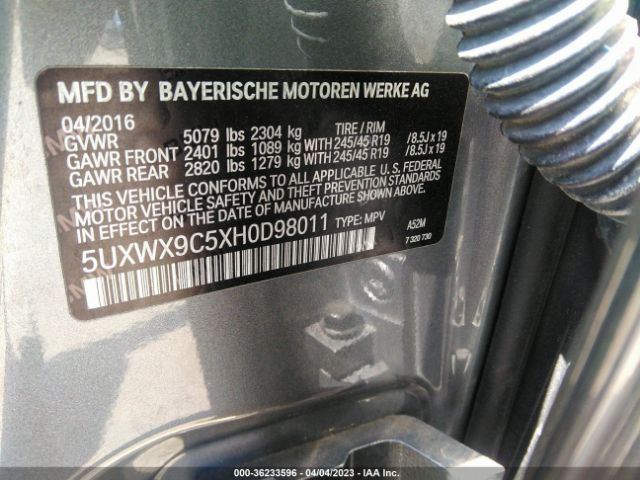 MFD BY BAYERISCHE MOTOREN WERKE AG
04/2016
GVWR 5079 lbs 2304 kg TIRE / RIM
GAWR FRONT 2401 lbs 1089 kg WITH 245/45 R19 / 8.5J x 19
GAWR REAR 2820 lbs 1279 kg WITH 245/45 R19 / 8.5J x 19
THIS VEHICLE CONFORMS TO ALL APPLICABLE U. S. FEDERAL
MOTOR VEHICLE SAFETY, BUMPER, AND THEFT PREVENTION
STANDARDS IN EFFECT ON THE DATE OF MANUFACTURE SHOWN ABOVE.
5UXWX9C5XH0D98011 TYPE: MPV A52M
7 320 730
000-36233596 - 04/04/2023 - IAA Inc.